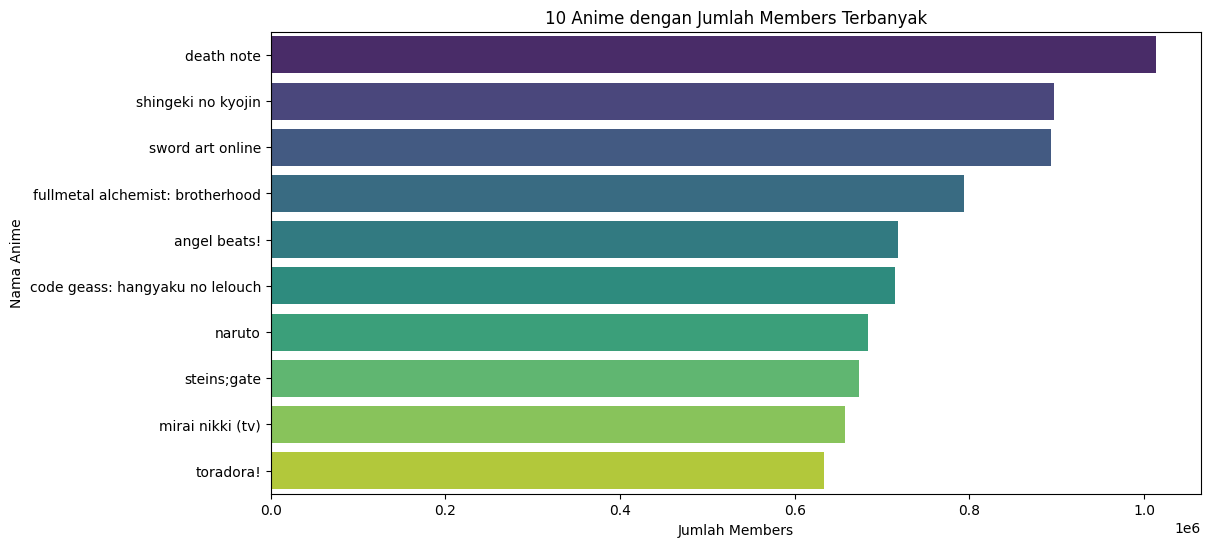 10 Anime dengan Jumlah Members Terbanyak
death note
shingeki no kyojin
sword art online
fullmetal alchemist: brotherhood
angel beats!
code geass: hangyaku no lelouch
naruto
steins;gate
mirai nikki (tv)
toradora!
Nama Anime
0.0 0.2 0.4 0.6 0.8 1.0
1e6
Jumlah Members